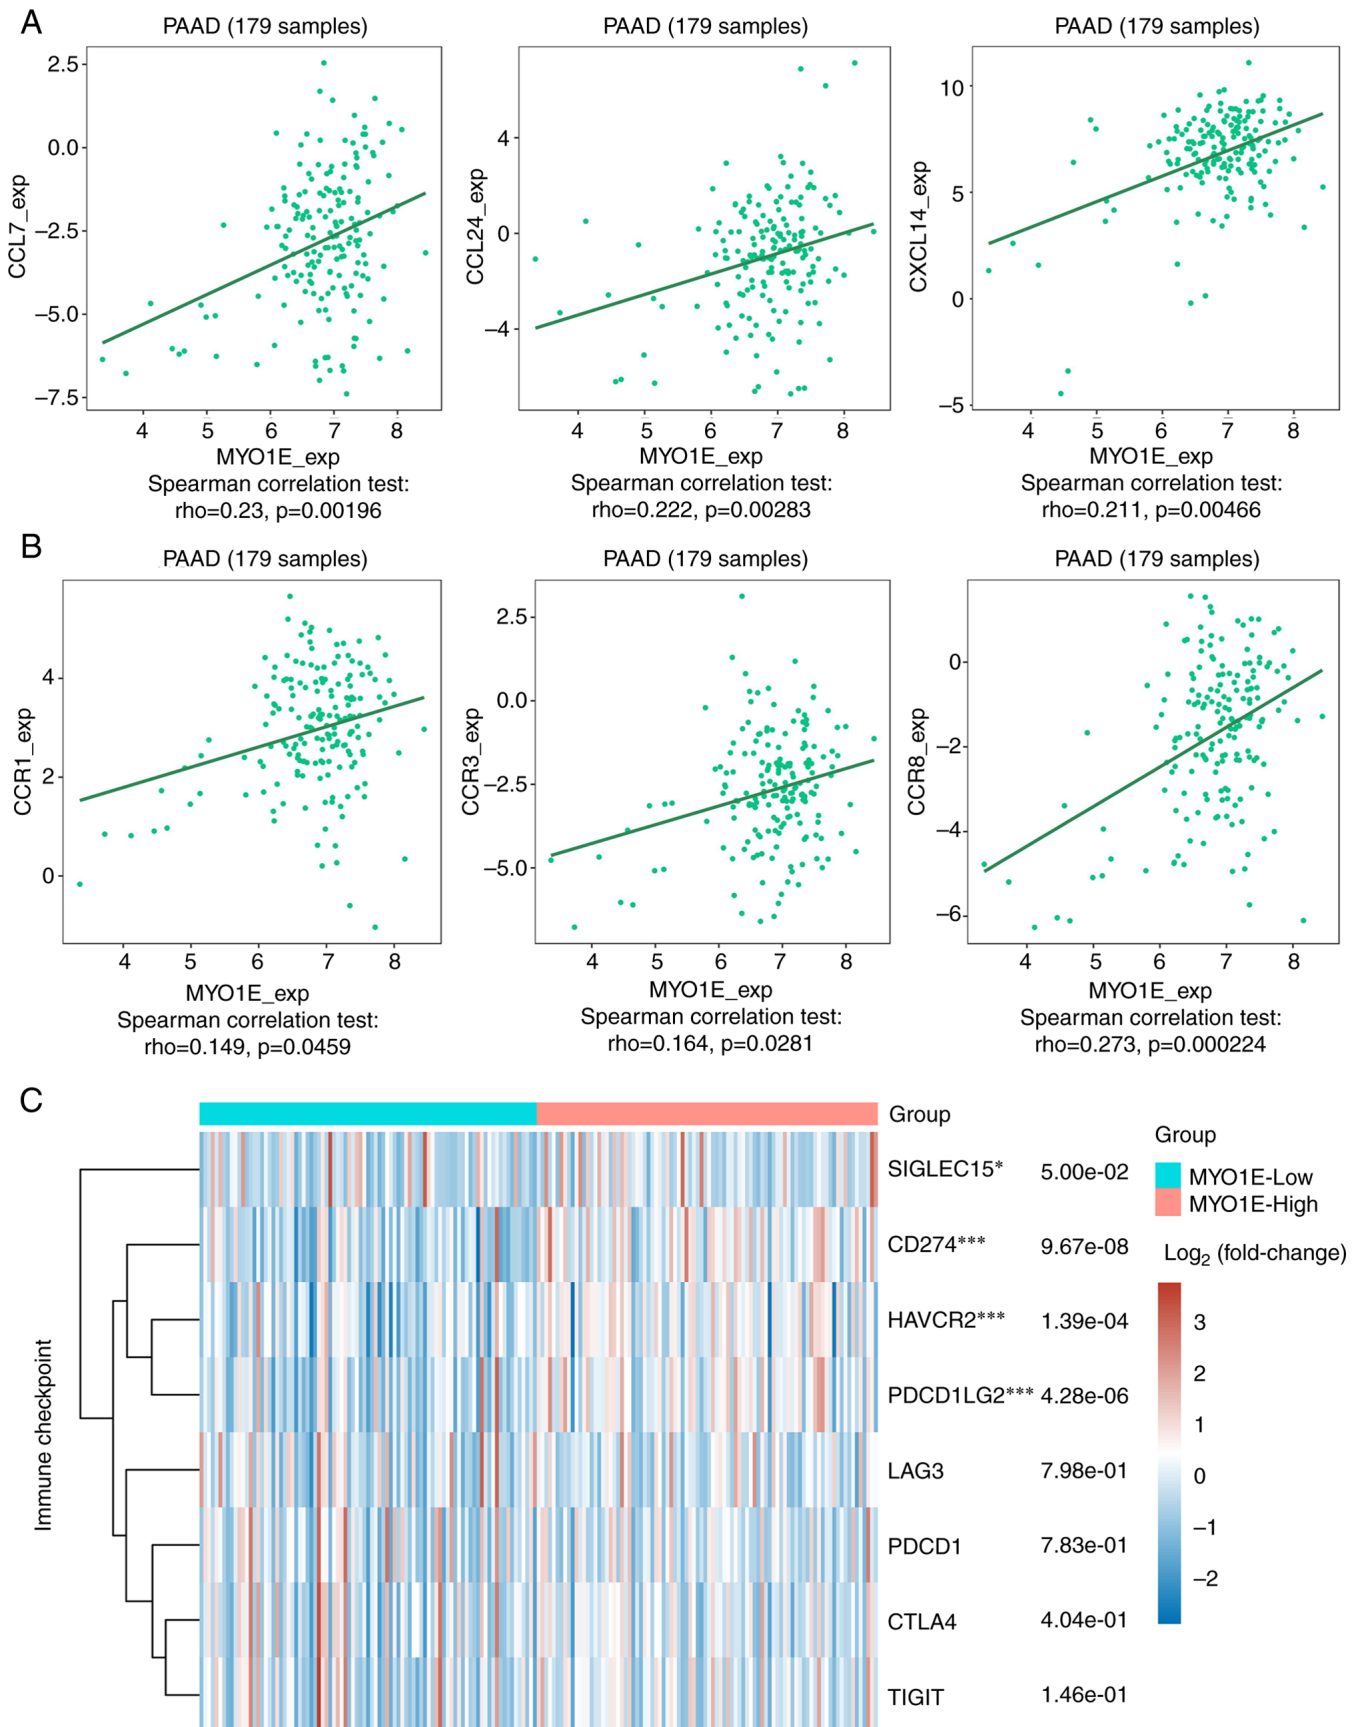 A
PAAD (179 samples)
PAAD (179 samples)
PAAD (179 samples)
CCL7_exp
2.5
0.0
−2.5
−5.0
−7.5
4 5 6 7 8
MYO1E_exp
Spearman correlation test:
rho=0.23, p=0.00196
CCL24_exp
4
0
−4
4 5 6 7 8
MYO1E_exp
Spearman correlation test:
rho=0.222, p=0.00283
CXCL14_exp
10
5
0
−5
4 5 6 7 8
MYO1E_exp
Spearman correlation test:
rho=0.211, p=0.00466
B
PAAD (179 samples)
PAAD (179 samples)
PAAD (179 samples)
CCR1_exp
4
2
0
4 5 6 7 8
MYO1E_exp
Spearman correlation test:
rho=0.149, p=0.0459
CCR3_exp
2.5
0.0
−2.5
−5.0
4 5 6 7 8
MYO1E_exp
Spearman correlation test:
rho=0.164, p=0.0281
CCR8_exp
0
−2
−4
−6
4 5 6 7 8
MYO1E_exp
Spearman correlation test:
rho=0.273, p=0.000224
C
Immune checkpoint
Group
SIGLEC15* 5.00e-02
CD274*** 9.67e-08
HAVCR2*** 1.39e-04
PDCD1LG2*** 4.28e-06
LAG3 7.98e-01
PDCD1 7.83e-01
CTLA4 4.04e-01
TIGIT 1.46e-01
Group
MYO1E-Low
MYO1E-High
Log2 (fold-change)
3
2
1
0
−1
−2